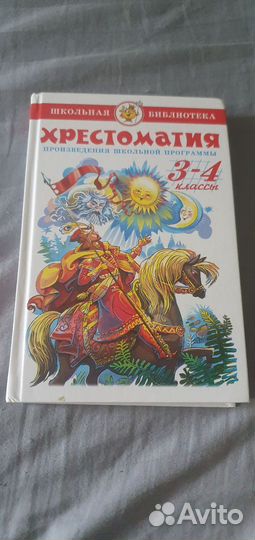 ШКОЛЬНАЯ БИБЛИОТЕКА
ХРЕСТОМАТИЯ
ПРОИЗВЕДЕНИЯ ШКОЛЬНОЙ ПРОГРАММЫ
3-4
КЛАССЫ
Avito